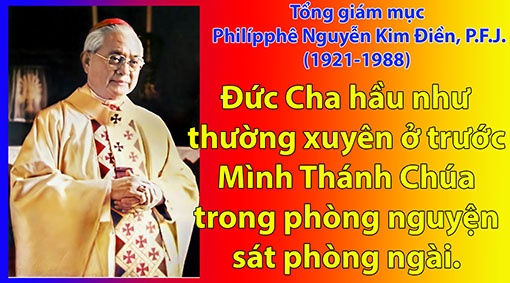 Tổng giám mục
Philípphê Nguyễn Kim Điền, P.F.J.
(1921-1988)
Đức Cha hầu như
thường xuyên ở trước
Mình Thánh Chúa
trong phòng nguyện
sát phòng ngài.